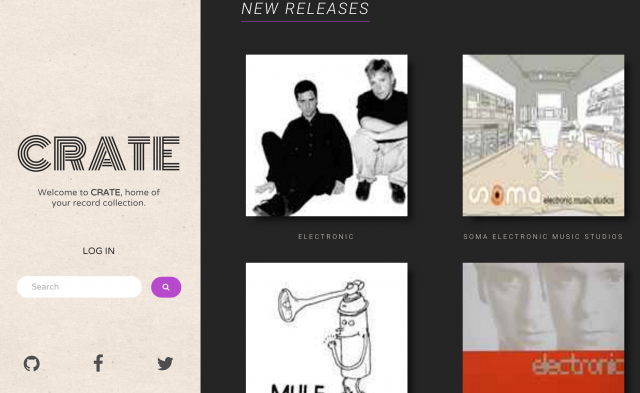 NEW RELEASES
CRATE
Welcome to CRATE, home of
your record collection.
LOG IN
Search
soma electronic music studios
ELECTRONIC
SOMA ELECTRONIC MUSIC STUDIOS
MULE
electronic